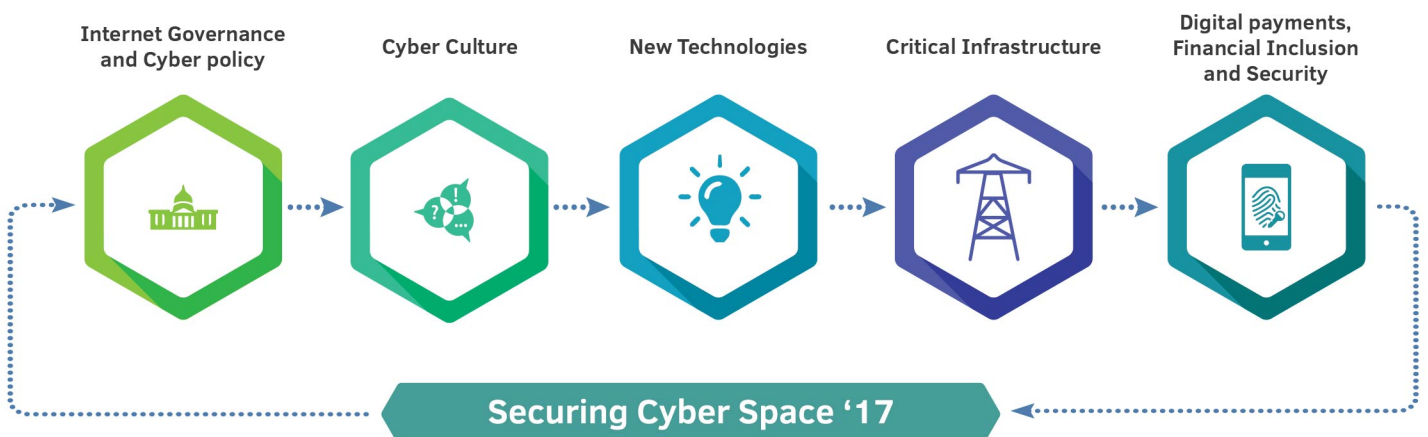 Internet Governance
and Cyber policy
Cyber Culture
New Technologies
Critical Infrastructure
Digital payments,
Financial Inclusion
and Security
?
!
...
Securing Cyber Space ‘17